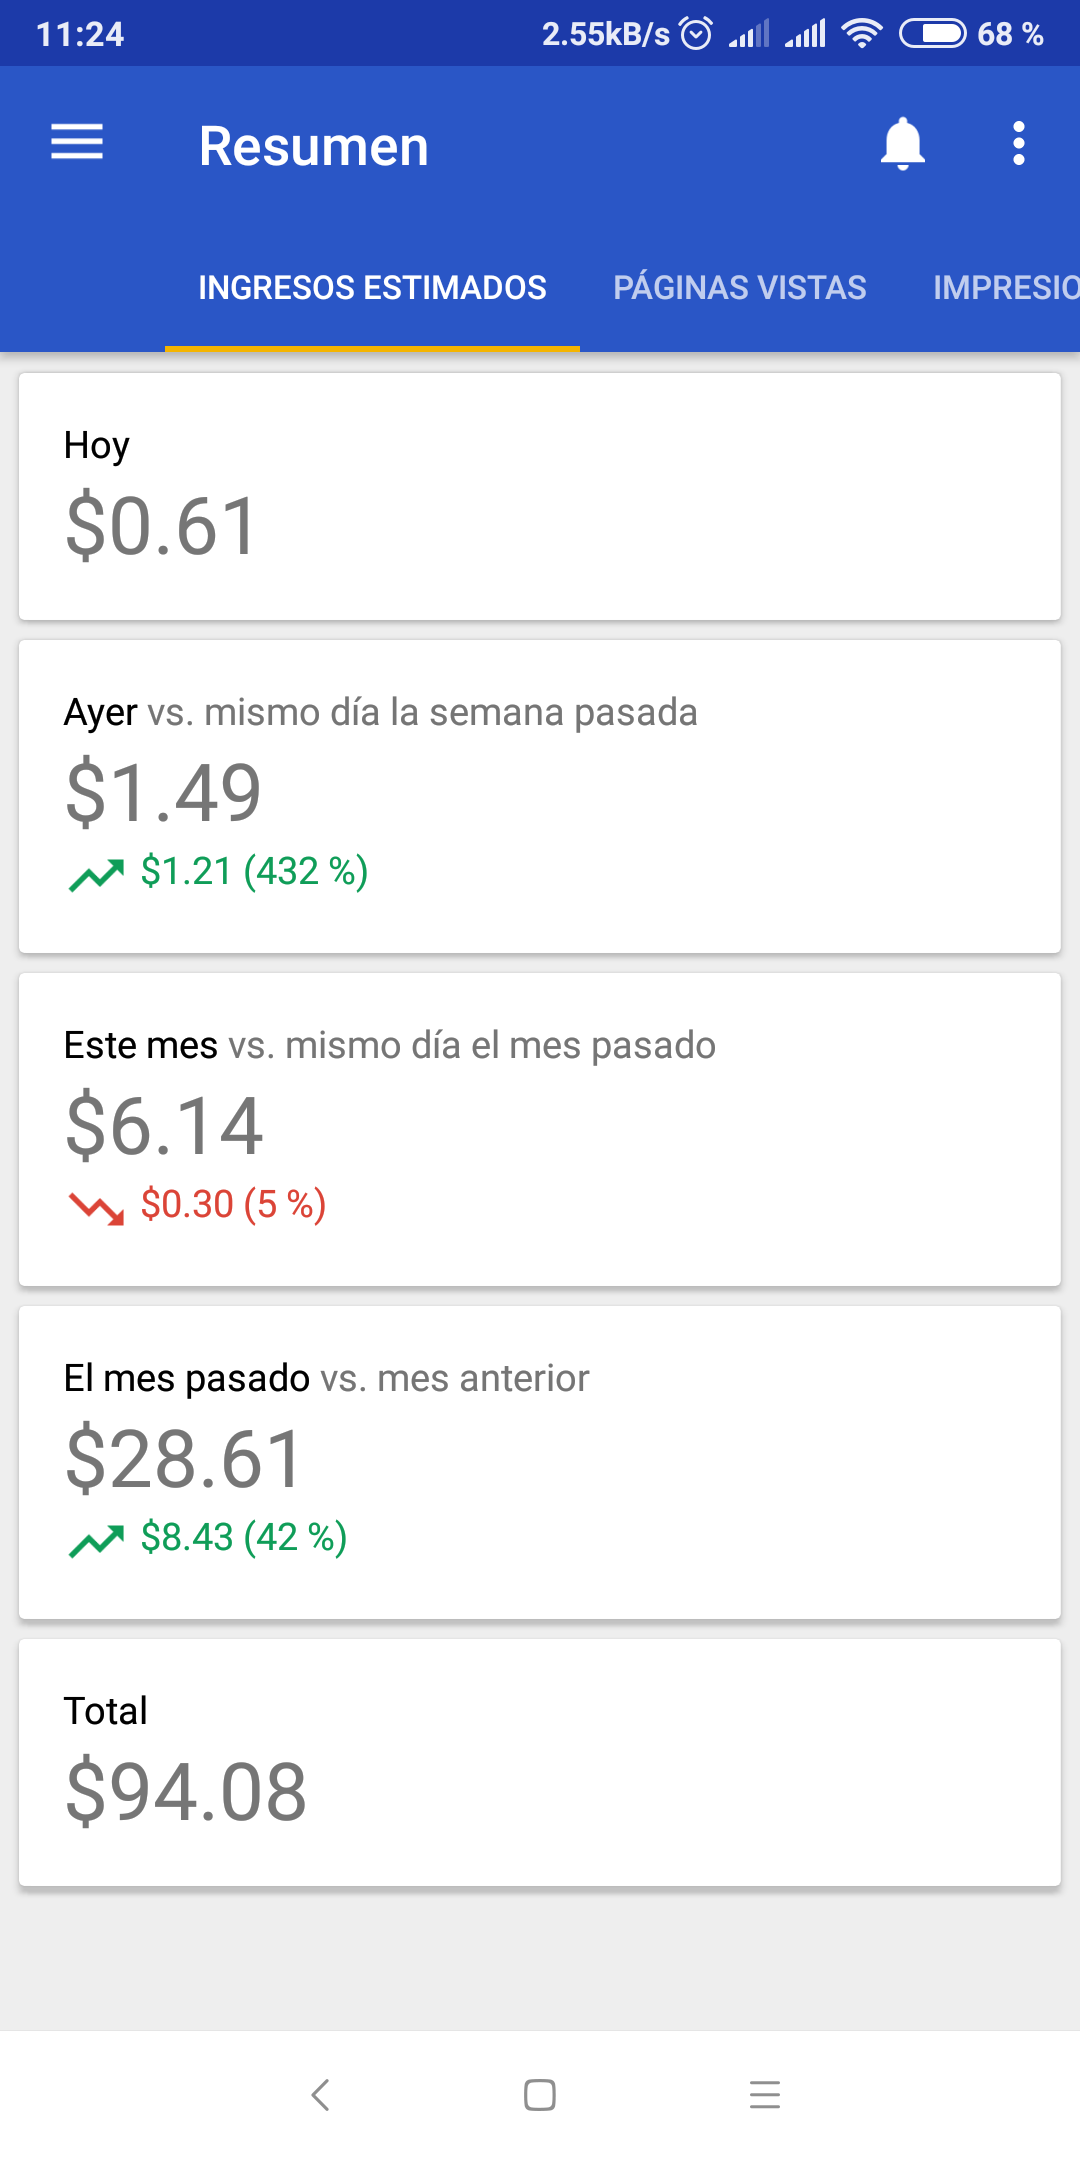 11:24 2.55kB/s 68 %
Resumen
INGRESOS ESTIMADOS PÁGINAS VISTAS IMPRESIO
Hoy
$0.61
Ayer vs. mismo día la semana pasada
$1.49
$1.21 (432 %)
Este mes vs. mismo día el mes pasado
$6.14
$0.30 (5 %)
El mes pasado vs. mes anterior
$28.61
$8.43 (42 %)
Total
$94.08